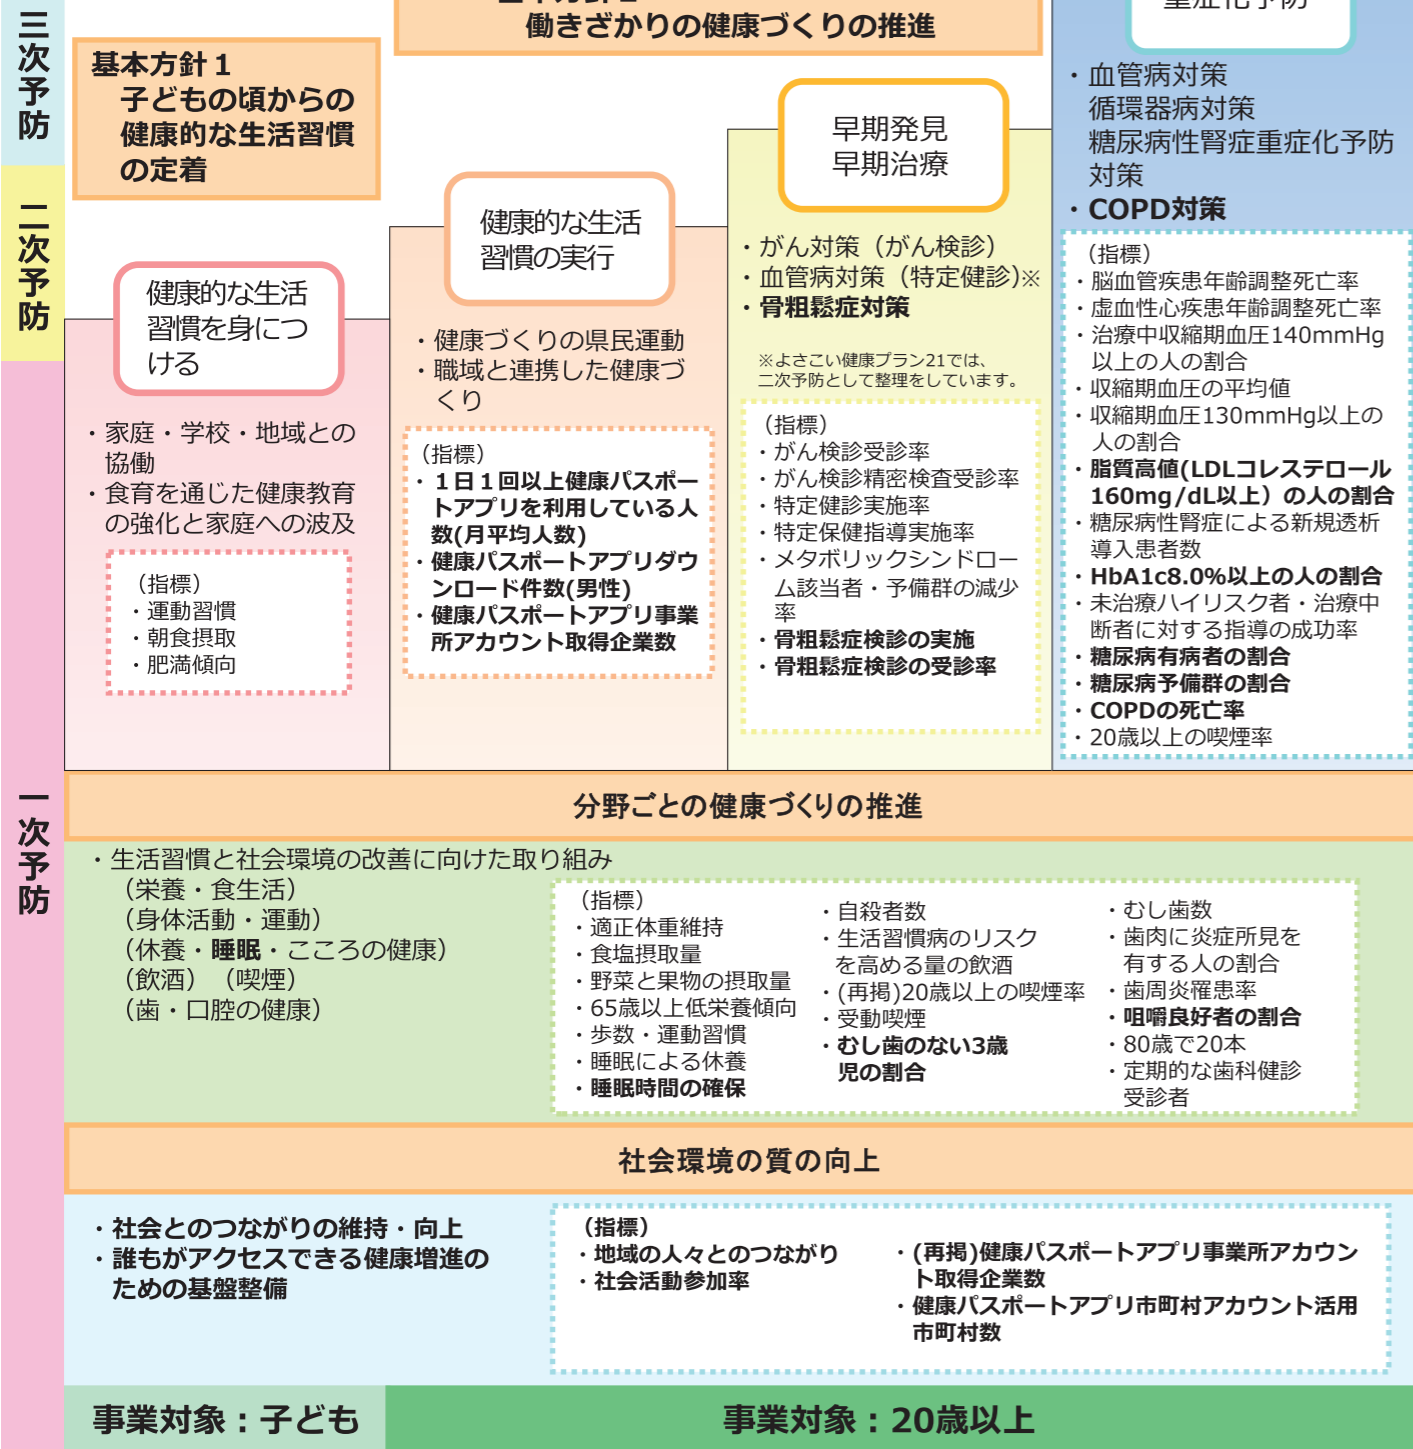 三次予防
二次予防
一次予防
働きざかりの健康づくりの推進
基本方針１
子どもの頃からの
健康的な生活習慣
の定着
健康的な生活
習慣を身につ
ける
・家庭・学校・地域との
協働
・食育を通じた健康教育
の強化と家庭への波及
（指標）
・運動習慣
・朝食摂取
・肥満傾向
健康的な生活
習慣の実行
・健康づくりの県民運動
・職域と連携した健康づ
くり
（指標）
・１日１回以上健康パスポー
トアプリを利用している人
数(月平均人数)
・健康パスポートアプリダウ
ンロード件数(男性)
・健康パスポートアプリ事業
所アカウント取得企業数
早期発見
早期治療
・がん対策（がん検診）
・血管病対策（特定健診）※
・骨粗鬆症対策
※よさこい健康プラン21では、
二次予防として整理をしています。
（指標）
・がん検診受診率
・がん検診精密検査受診率
・特定健診実施率
・特定保健指導実施率
・メタボリックシンドロー
ム該当者・予備群の減少
率
・骨粗鬆症検診の実施
・骨粗鬆症検診の受診率
重症化予防
・血管病対策
循環器病対策
糖尿病性腎症重症化予防
対策
・COPD対策
（指標）
・脳血管疾患年齢調整死亡率
・虚血性心疾患年齢調整死亡率
・治療中収縮期血圧140mmHg
以上の人の割合
・収縮期血圧の平均値
・収縮期血圧130mmHg以上の
人の割合
・脂質高値(LDLコレステロール
160mg/dL以上）の人の割合
・糖尿病性腎症による新規透析
導入患者数
・HbA1c8.0%以上の人の割合
・未治療ハイリスク者・治療中
断者に対する指導の成功率
・糖尿病有病者の割合
・糖尿病予備群の割合
・COPDの死亡率
・20歳以上の喫煙率
分野ごとの健康づくりの推進
・生活習慣と社会環境の改善に向けた取り組み
（栄養・食生活）
（身体活動・運動）
（休養・睡眠・こころの健康）
（飲酒）（喫煙）
（歯・口腔の健康）
（指標）
・適正体重維持
・食塩摂取量
・野菜と果物の摂取量
・65歳以上低栄養傾向
・歩数・運動習慣
・睡眠による休養
・睡眠時間の確保
・自殺者数
・生活習慣病のリスク
を高める量の飲酒
・(再掲)20歳以上の喫煙率
・受動喫煙
・むし歯のない3歳
児の割合
・むし歯数
・歯肉に炎症所見を
有する人の割合
・歯周炎罹患率
・咀嚼良好者の割合
・80歳で20本
・定期的な歯科健診
受診者
社会環境の質の向上
・社会とのつながりの維持・向上
・誰もがアクセスできる健康増進の
ための基盤整備
（指標）
・地域の人々とのつながり
・社会活動参加率
・(再掲)健康パスポートアプリ事業所アカウン
ト取得企業数
・健康パスポートアプリ市町村アカウント活用
市町村数
事業対象：子ども
事業対象：20歳以上